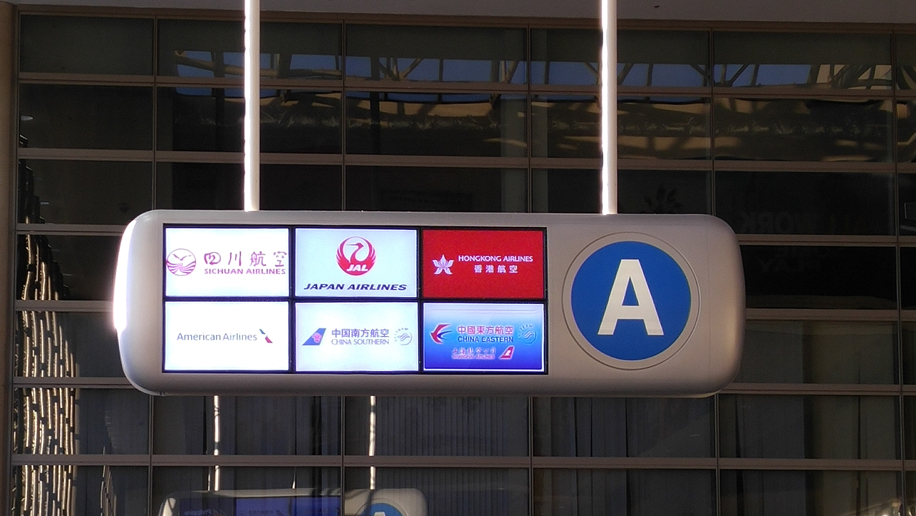 四川航空
SICHUAN AIRLINES
JAL
JAPAN AIRLINES
HONGKONG AIRLINES
香港航空
American Airlines
中国南方航空
CHINA SOUTHERN
中國東方航空
CHINA EASTERN
A